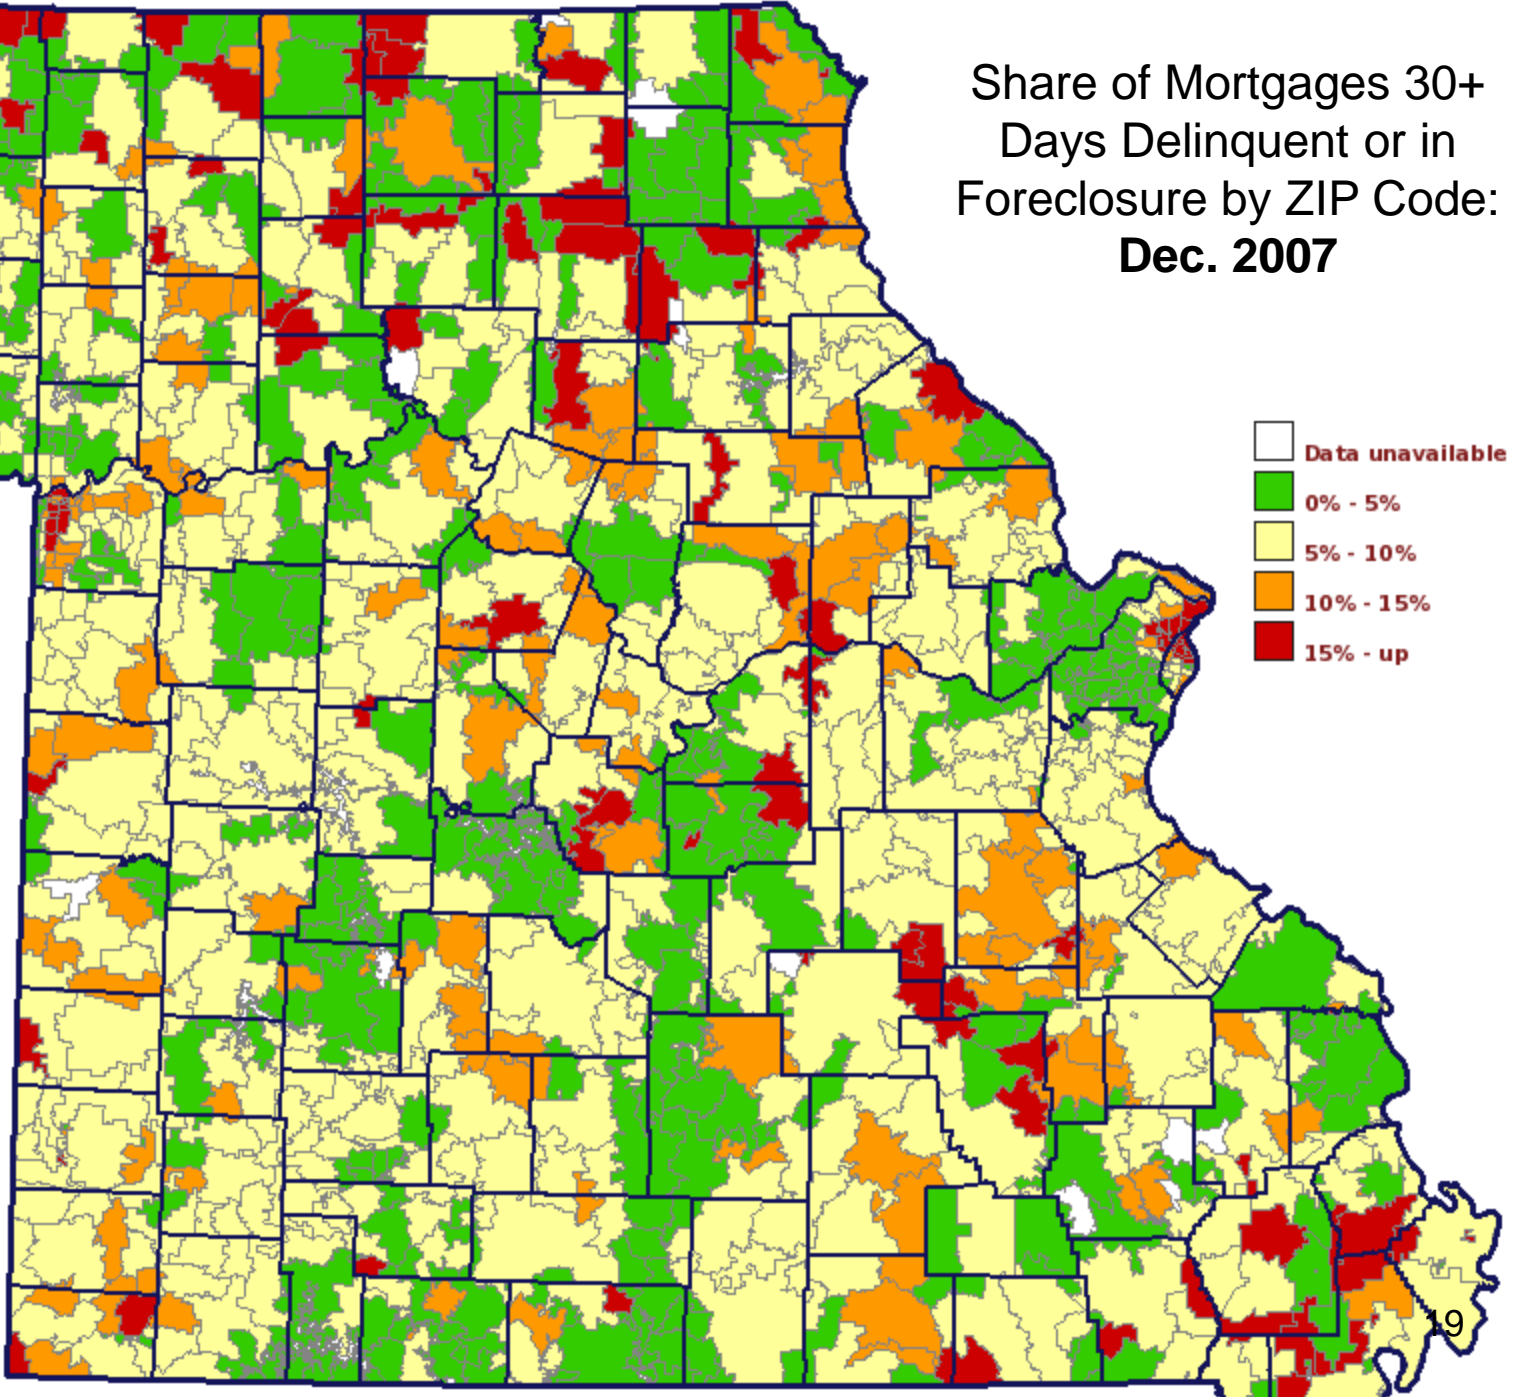 Share of Mortgages 30+
Days Delinquent or in
Foreclosure by ZIP Code:
Dec. 2007
Data unavailable
0% - 5%
5% - 10%
10% - 15%
15% - up
19